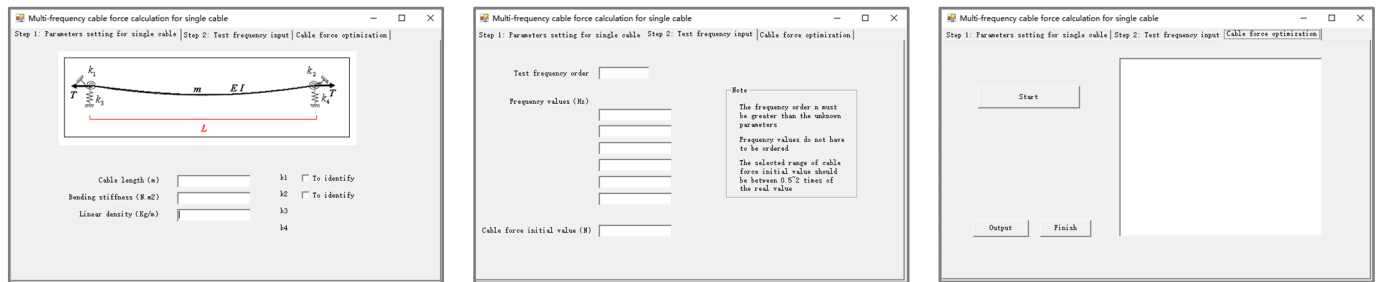 Multi-frequency cable force calculation for single cable
Step 1: Parameters setting for single cable Step 2: Test frequency input Cable force optimization
k1 k2
T m EI T
k3 k4
L
Cable length (m)
Bending stiffness (N.m2)
Linear density (Kg/m)
k1 To identify
k2 To identify
k3
k4
Multi-frequency cable force calculation for single cable
Step 1: Parameters setting for single cable Step 2: Test frequency input Cable force optimization
Test frequency order
Frequency values (Hz)
Note
The frequency order n must
be greater than the unknown
parameters
Frequency values do not have
to be ordered
The selected range of cable
force initial value should
be between 0.5~2 times of
the real value
Cable force initial value (N)
Multi-frequency cable force calculation for single cable
Step 1: Parameters setting for single cable Step 2: Test frequency input Cable force optimization
Start
Output Finish